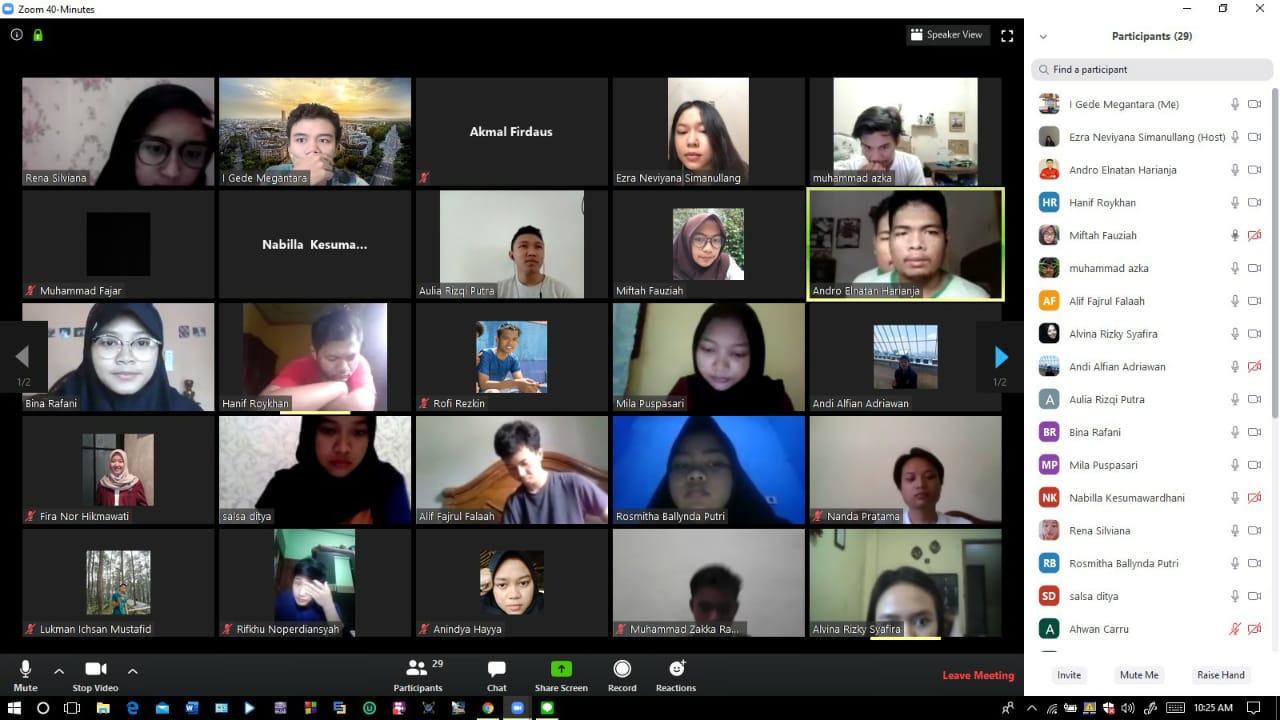 Zoom 40-Minutes
Speaker View
Rena Silviana
I Gede Megantara
Akmal Firdaus
Ezra Neviyana Simanullang
muhammad azka
Muhammad Fajar
Nabilla Kesuma...
Aulia Rizqi Putra
Miftah Fauziah
Andro Elnatan Harianja
Bina Rafani
Hanif Roykhan
Rofi Rezkin
Mila Puspasari
Andi Alfian Adriawan
1/2
1/2
Fira Nor Hikmawati
salsa ditya
Alif Fajrul Falaah
Rosmitha Ballynda Putri
Nanda Pratama
Lukman Ichsan Mustafid
Rifkhu Noperdiansyah
Anindya Hayya
Muhammad Zakka Ra...
Alvina Rizky Syafira
Mute
Stop Video
Participants
29
Chat
Share Screen
Record
Reactions
Leave Meeting
Participants (29)
Find a participant
I Gede Megantara (Me)
Ezra Neviyana Simanullang (Host)
Andro Elnatan Harianja
HR Hanif Roykhan
Miftah Fauziah
muhammad azka
AF Alif Fajrul Falaah
Alvina Rizky Syafira
Andi Alfian Adriawan
A Aulia Rizqi Putra
BR Bina Rafani
MP Mila Puspasari
NK Nabilla Kesumawardhani
Rena Silviana
RB Rosmitha Ballynda Putri
SD salsa ditya
A Ahwan Carru
Invite
Mute Me
Raise Hand
10:25 AM